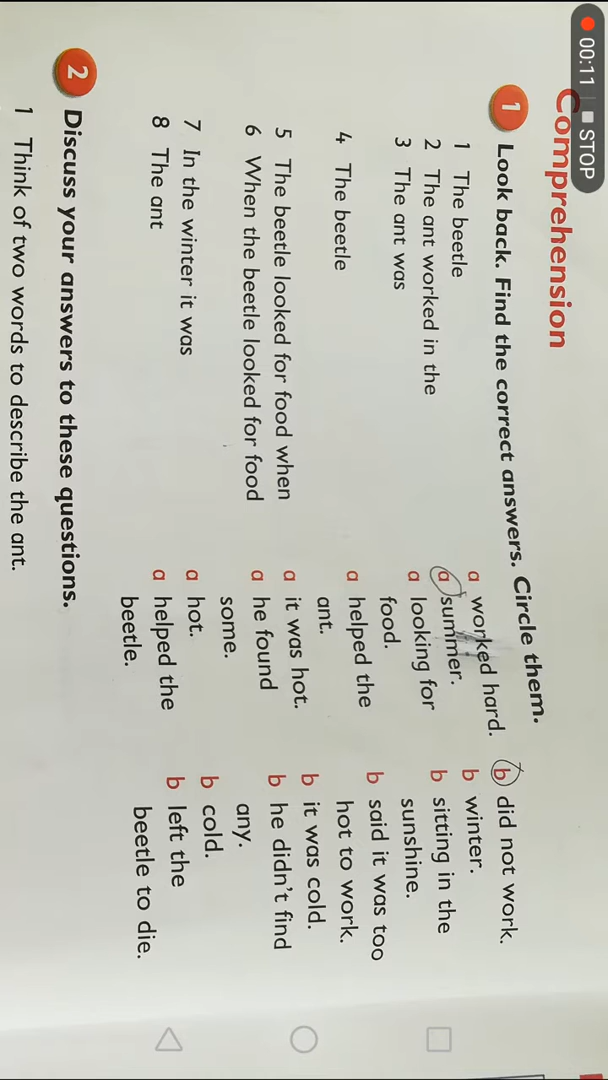 00:11 STOP
Comprehension
1 Look back. Find the correct answers. Circle them.
1 The beetle a worked hard. b did not work.
2 The ant worked in the a summer. b winter.
3 The ant was a looking for b sitting in the
food. sunshine.
4 The beetle a helped the b said it was too
ant. hot to work.
5 The beetle looked for food when a it was hot. b it was cold.
6 When the beetle looked for food a he found b he didn't find
some. any.
7 In the winter it was a hot. b cold.
8 The ant a helped the b left the
beetle. beetle to die.
2 Discuss your answers to these questions.
1 Think of two words to describe the ant.